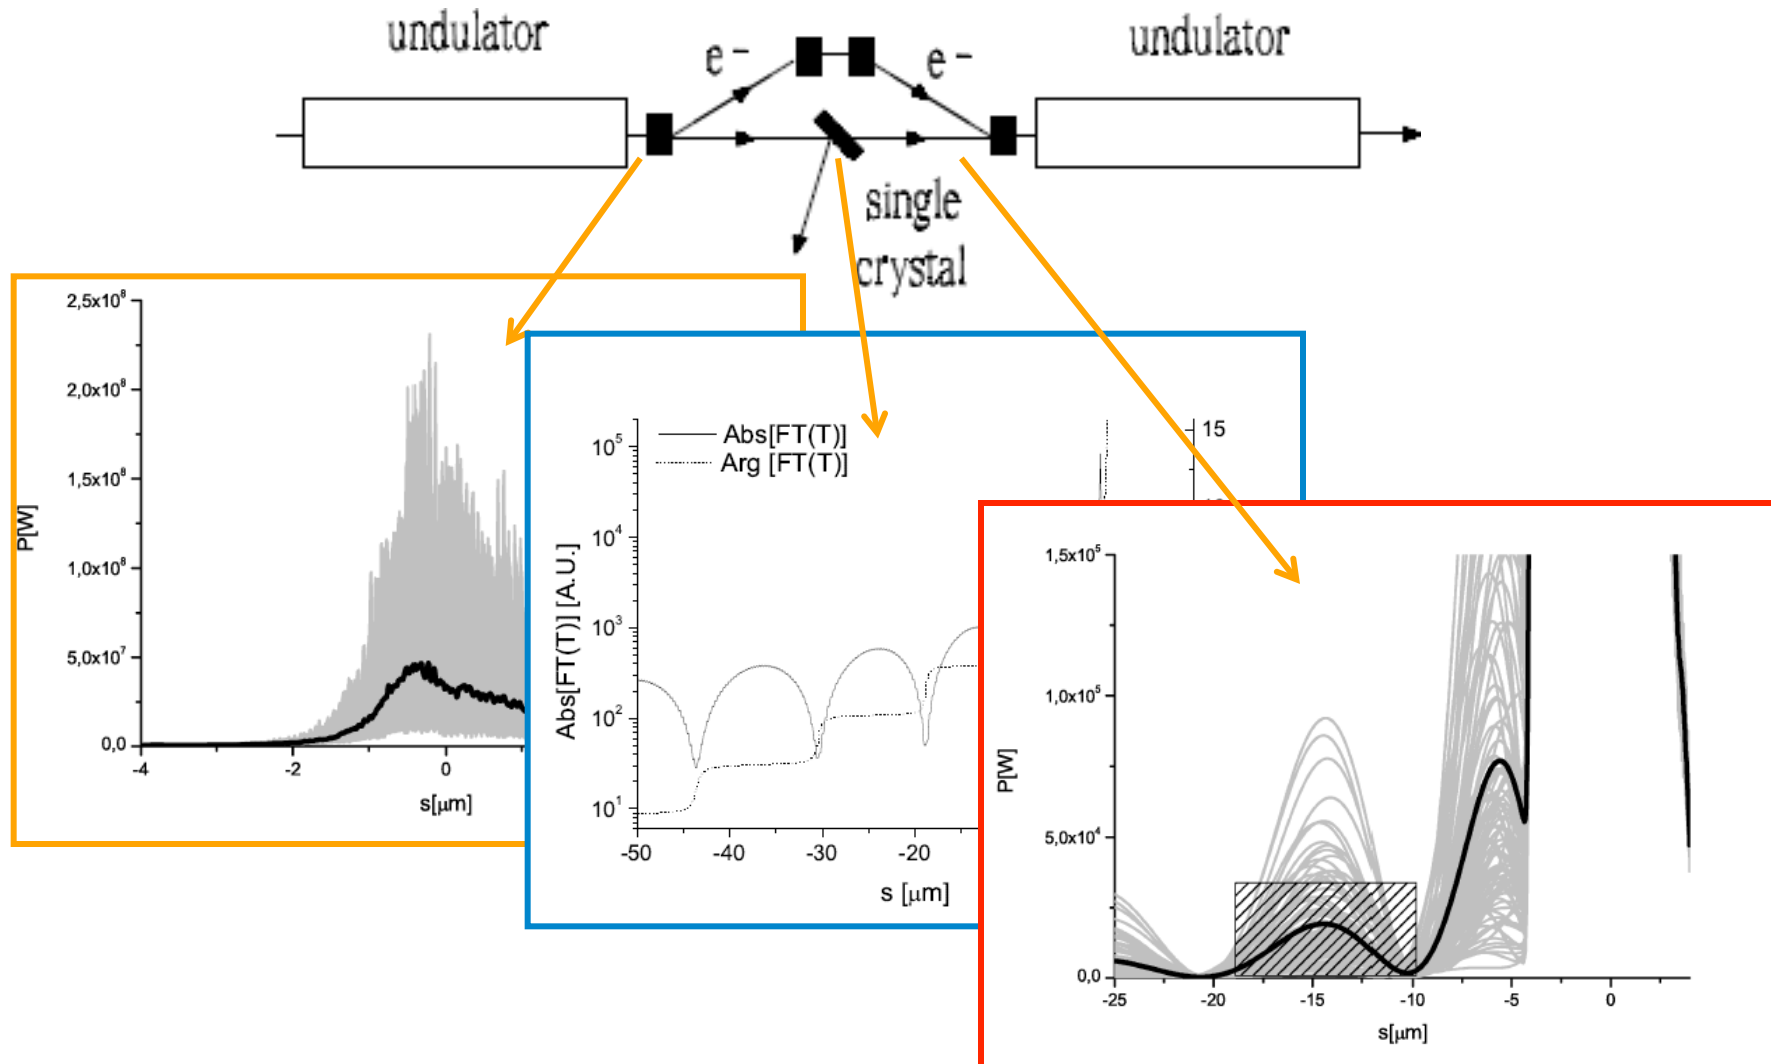 undulator
undulator
e −
e −
single
crystal
2,5x10⁸
2,0x10⁸
1,5x10⁸
1,0x10⁸
5,0x10⁷
0,0
P[W]
-4
-2
0
s[μm]
Abs[FT(T)]
Arg [FT(T)]
10⁵
10⁴
10³
10²
10¹
Abs[FT(T)] [A.U.]
15
-50
-40
-30
-20
s [μm]
1,5x10⁵
1,0x10⁵
5,0x10⁴
0,0
P[W]
-25
-20
-15
-10
-5
0
s[μm]